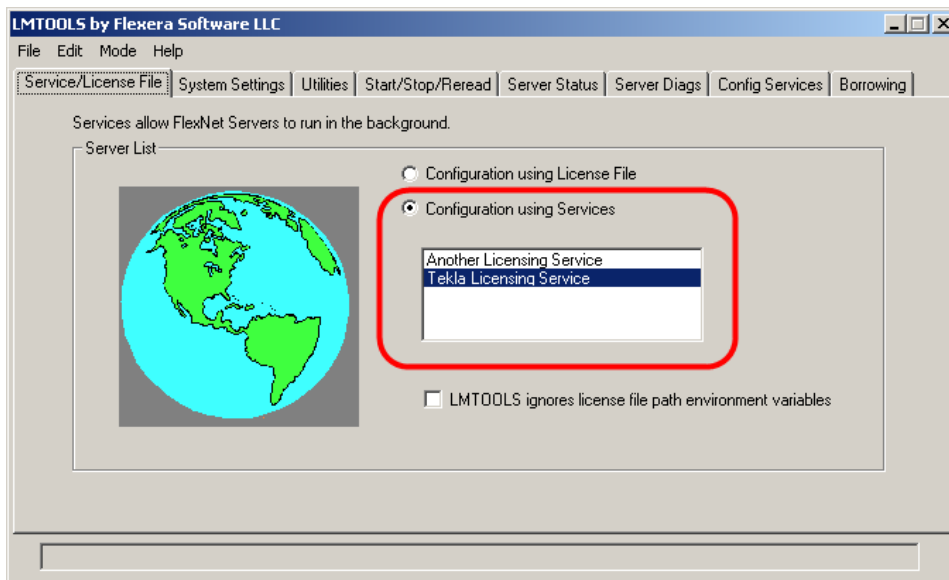 LMTOOLS by Flexera Software LLC
File Edit Mode Help
Service/License File System Settings Utilities Start/Stop/Reread Server Status Server Diags Config Services Borrowing
Services allow FlexNet Servers to run in the background.
Server List
Configuration using License File
Configuration using Services
Another Licensing Service
Tekla Licensing Service
LMTOOLS ignores license file path environment variables